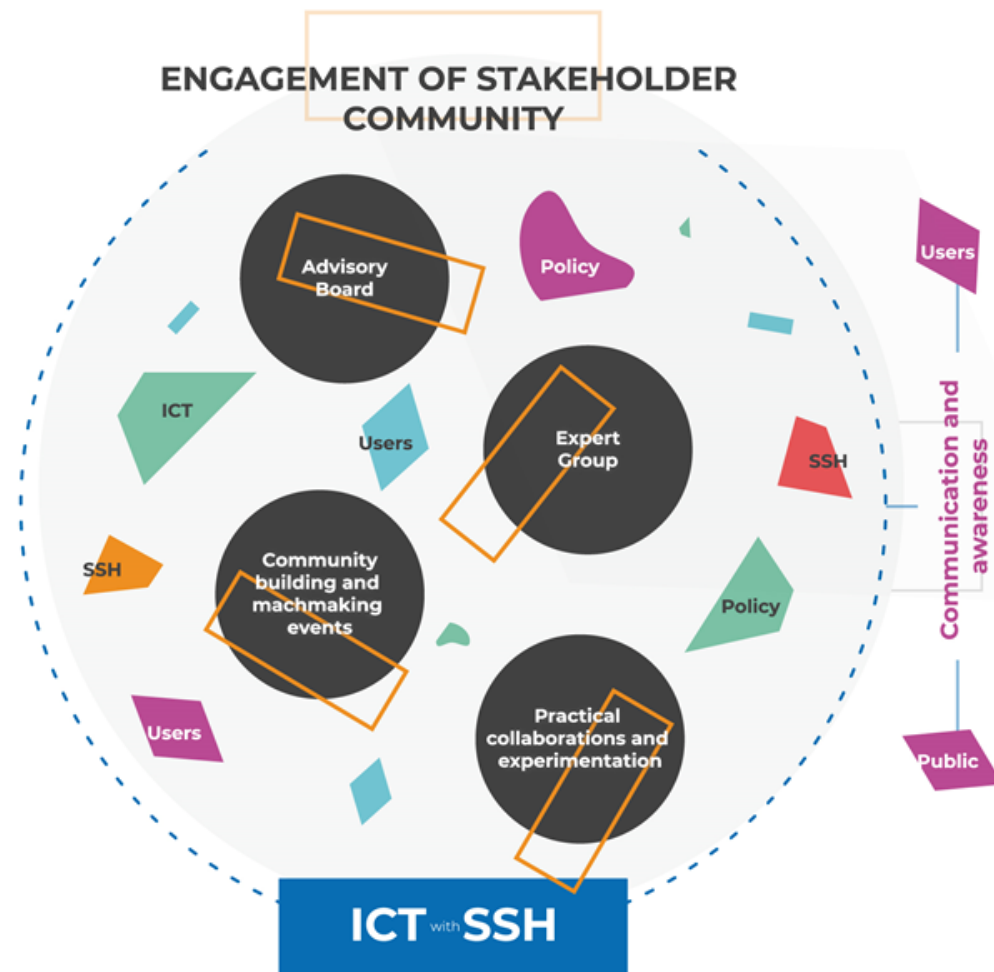 ENGAGEMENT OF STAKEHOLDER
COMMUNITY
Advisory
Board
Policy
Users
ICT
Users
Expert
Group
SSH
Communication and
awareness
SSH
Community
building and
machmaking
events
Policy
Users
Practical
collaborations and
experimentation
Public
ICT with SSH